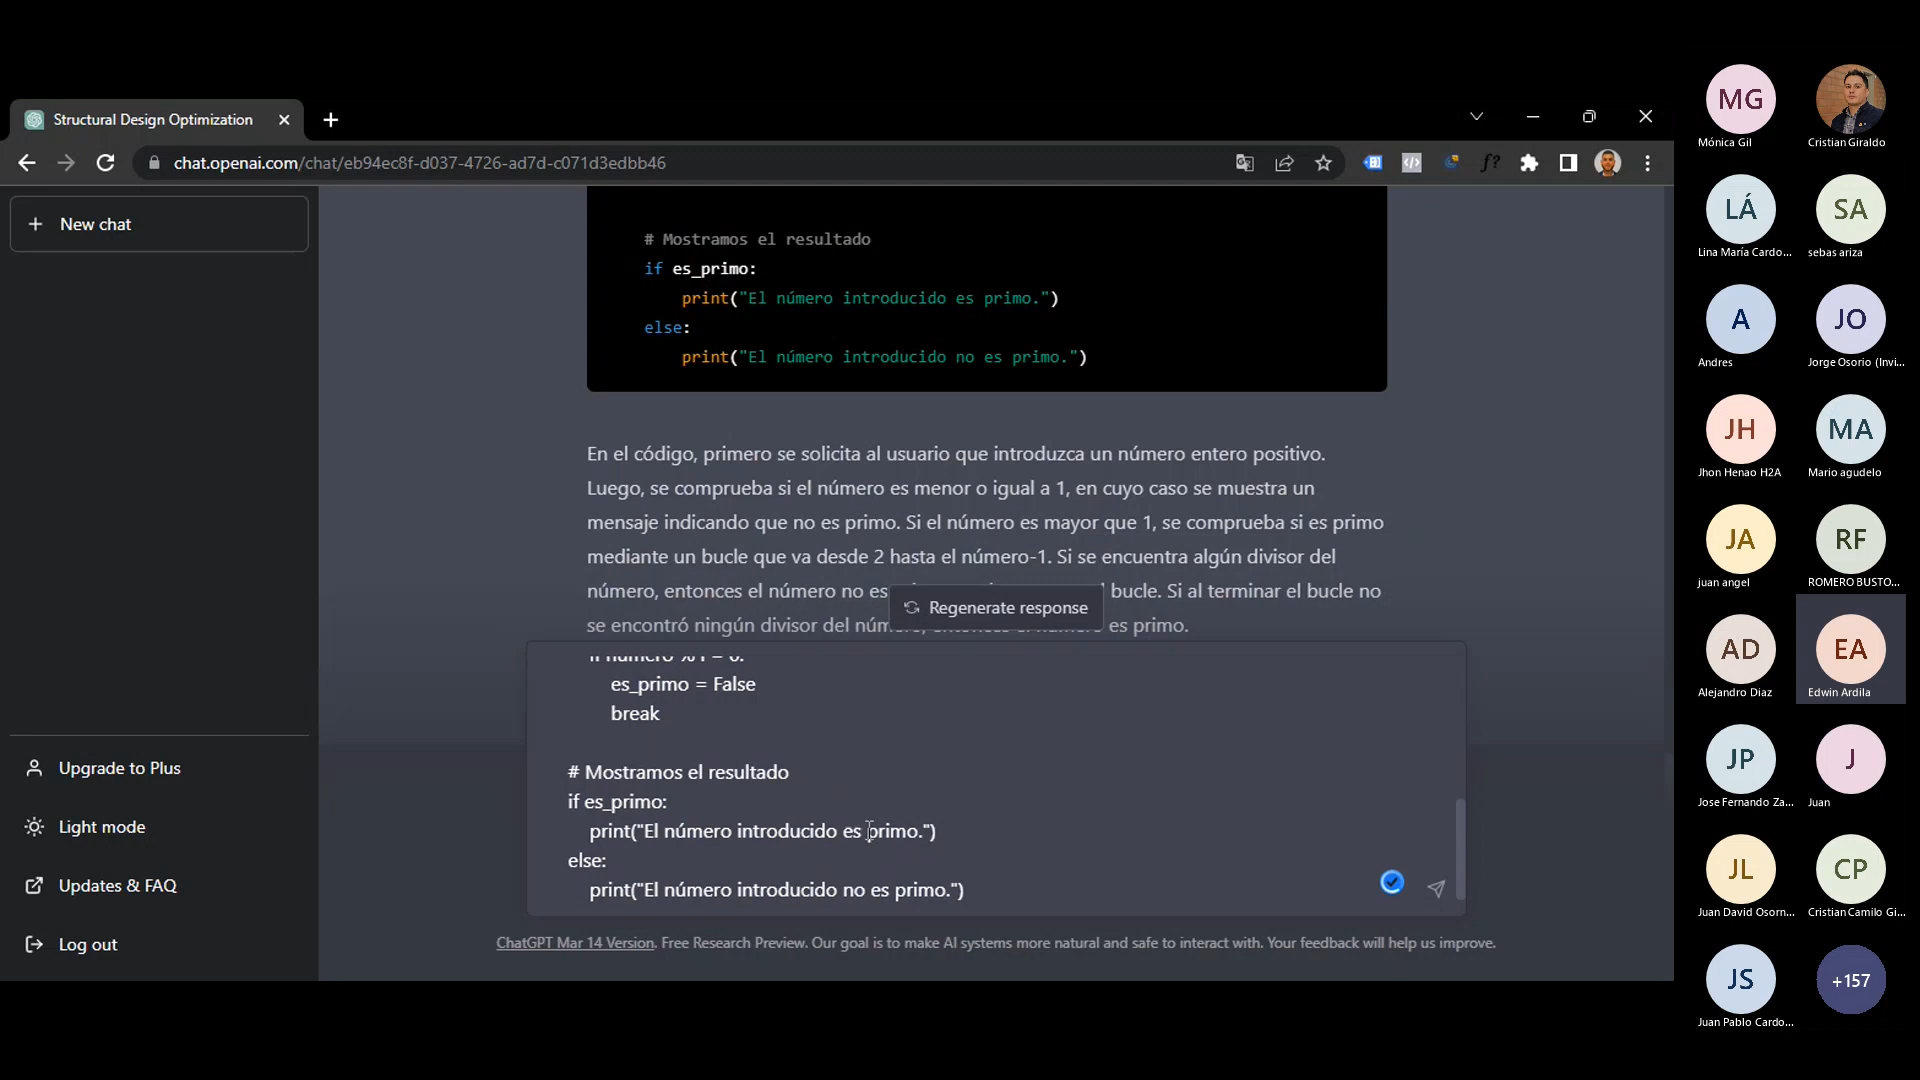 Structural Design Optimization
chat.openai.com/chat/eb94ec8f-d037-4726-ad7d-c071d3edbb46
New chat
# Mostramos el resultado
if es_primo:
print("El número introducido es primo.")
else:
print("El número introducido no es primo.")
En el código, primero se solicita al usuario que introduzca un número entero positivo.
Luego, se comprueba si el número es menor o igual a 1, en cuyo caso se muestra un
mensaje indicando que no es primo. Si el número es mayor que 1, se comprueba si es primo
mediante un bucle que va desde 2 hasta el número-1. Si se encuentra algún divisor del
número, entonces el número no es bucle. Si al terminar el bucle no
Regenerate response
se encontró ningún divisor del es primo.
es_primo = False
break
# Mostramos el resultado
if es_primo:
print("El número introducido es primo.")
else:
print("El número introducido no es primo.")
Upgrade to Plus
Light mode
Updates & FAQ
Log out
ChatGPT Mar 14 Version. Free Research Preview. Our goal is to make AI systems more natural and safe to interact with. Your feedback will help us improve.
MG
Mónica Gil
Cristian Giraldo
LÁ
Lina María Cardo...
SA
sebas ariza
A
Andres
JO
Jorge Osorio (Invi...
JH
Jhon Henao H2A
MA
Mario agudelo
JA
juan angel
RF
ROMERO BUSTO...
AD
Alejandro Diaz
EA
Edwin Ardila
JP
Jose Fernando Za...
J
Juan
JL
Juan David Osorn...
CP
Cristian Camilo Gi...
JS
Juan Pablo Cardo...
+157